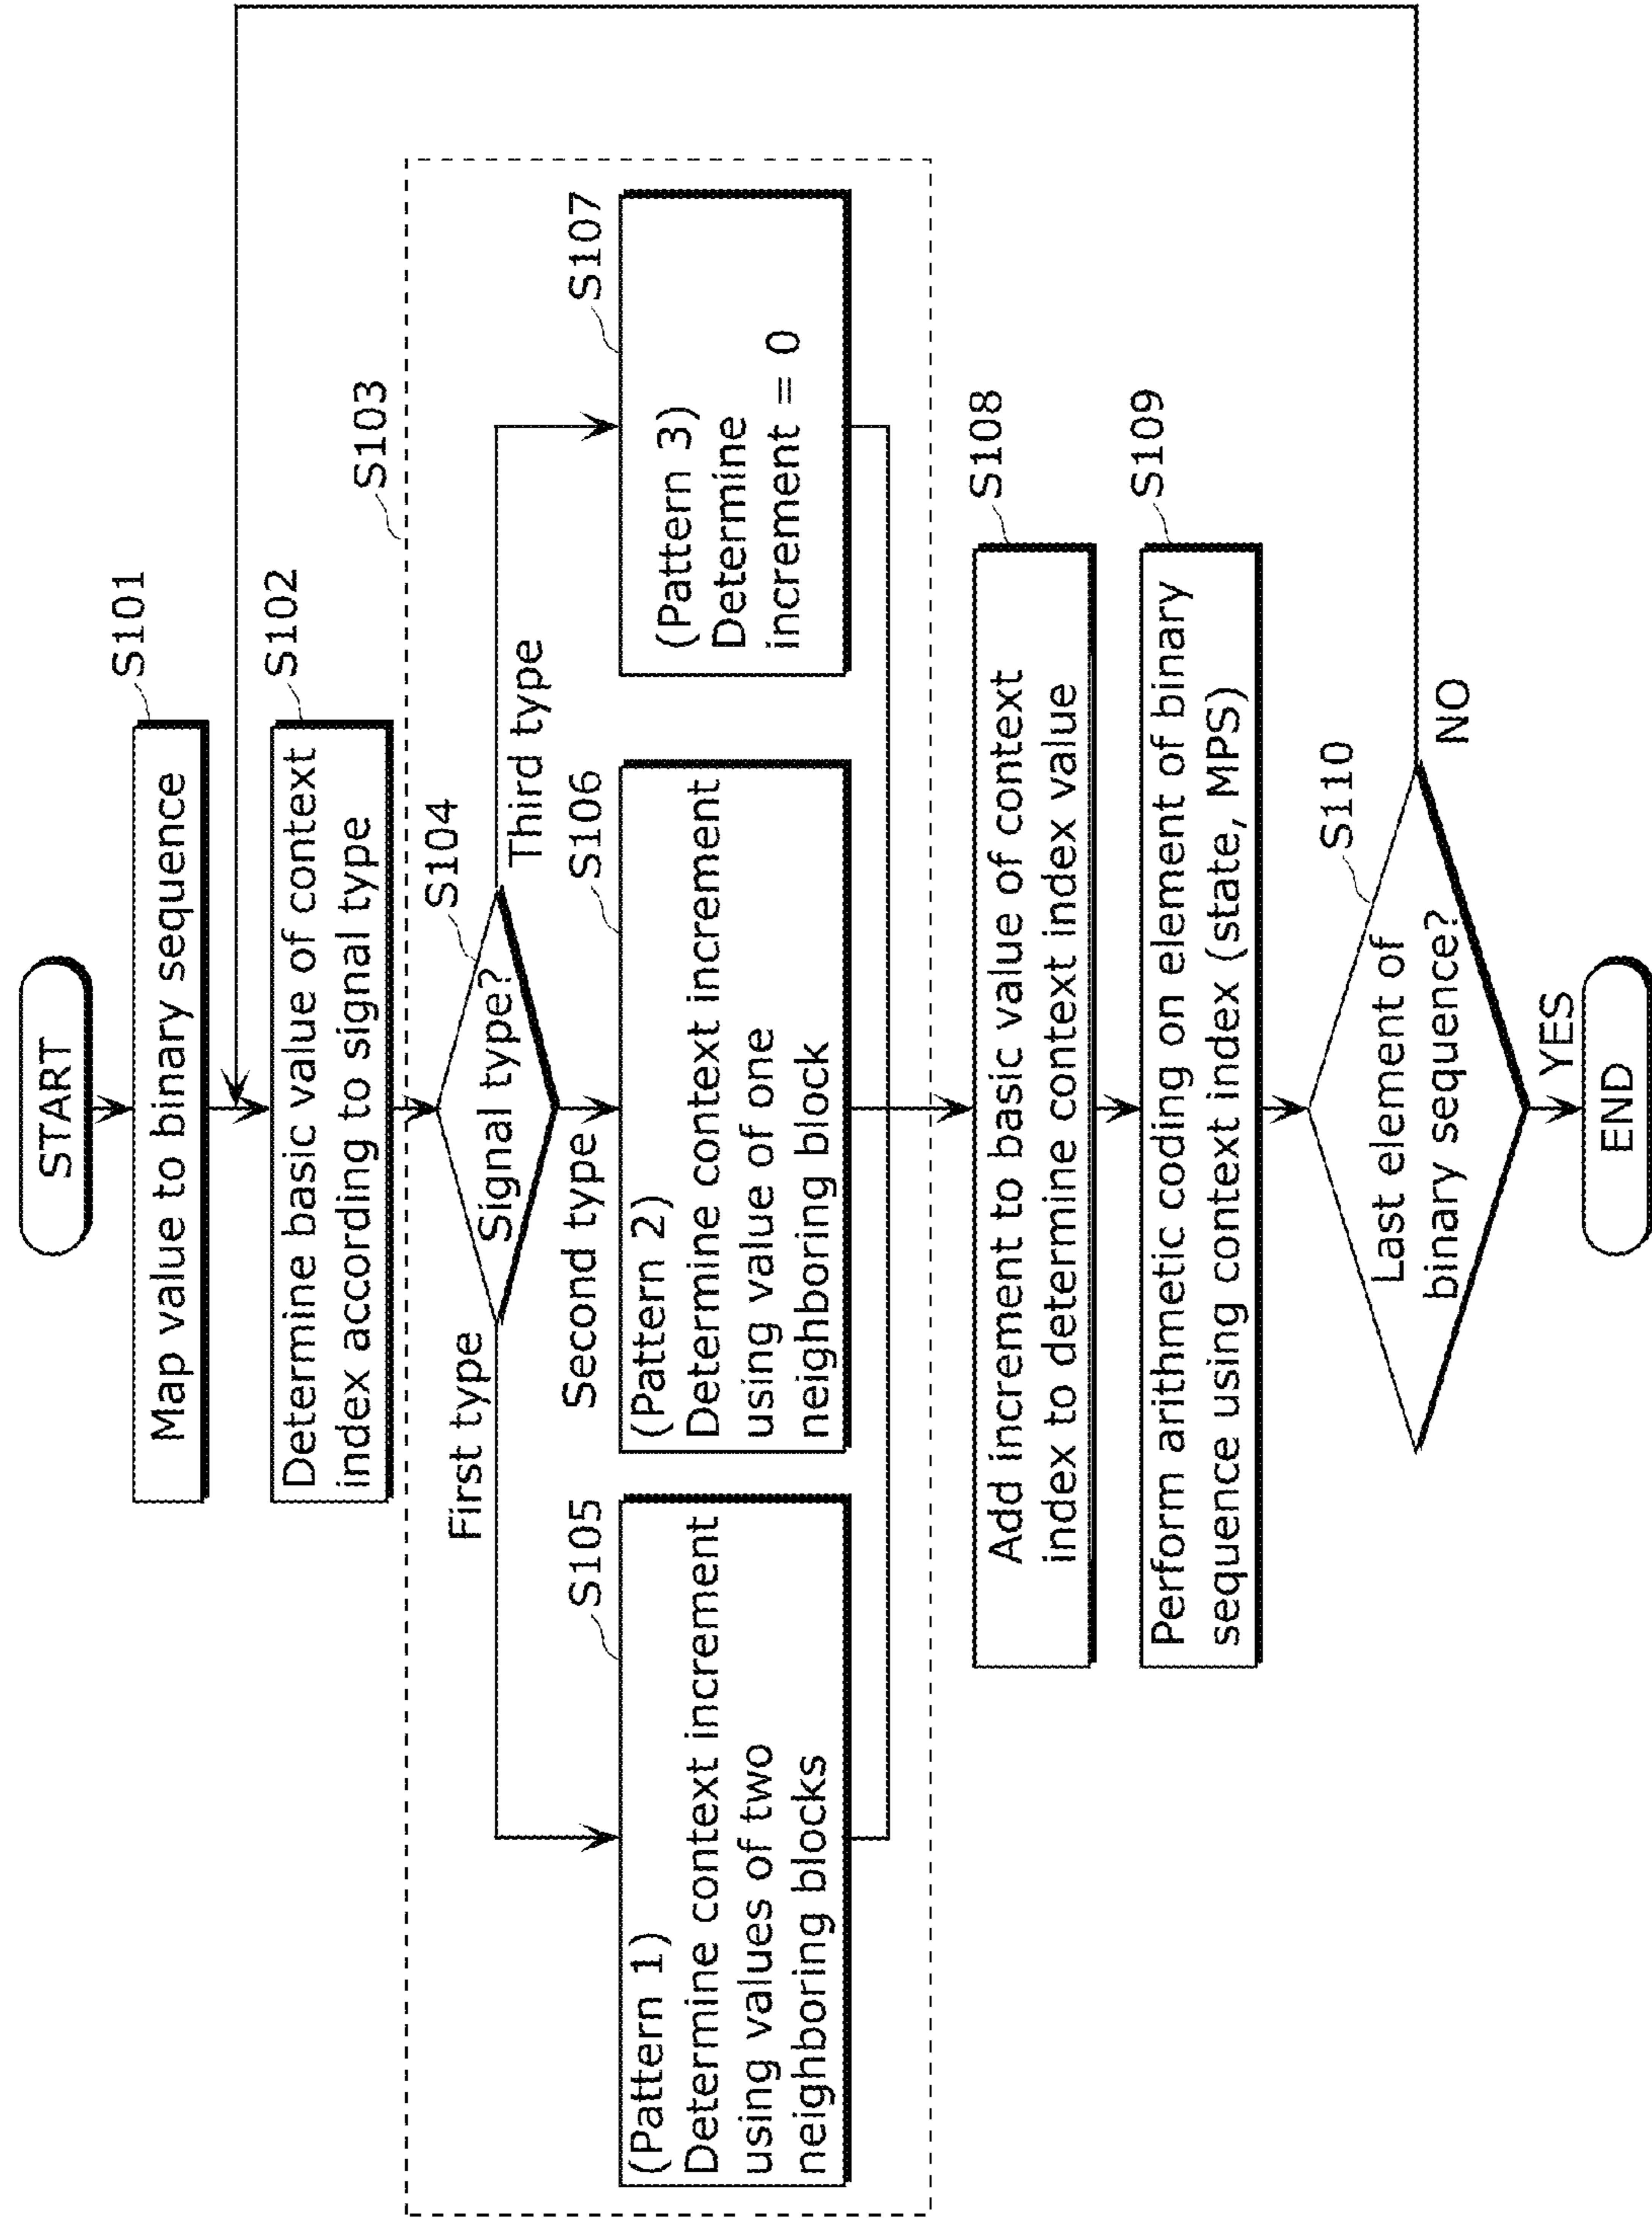 START
S101
Map value to binary sequence
S102
Determine basic value of context
index according to signal type
S103
S104
Signal type?
First type
Second type
Third type
S105
(Pattern 1)
Determine context increment
using values of two
neighboring blocks
S106
(Pattern 2)
Determine context increment
using value of one
neighboring block
S107
(Pattern 3)
Determine
increment = 0
S108
Add increment to basic value of context
index to determine context index value
S109
Perform arithmetic coding on element of binary
sequence using context index (state, MPS)
S110
Last element of
binary sequence?
NO
YES
END